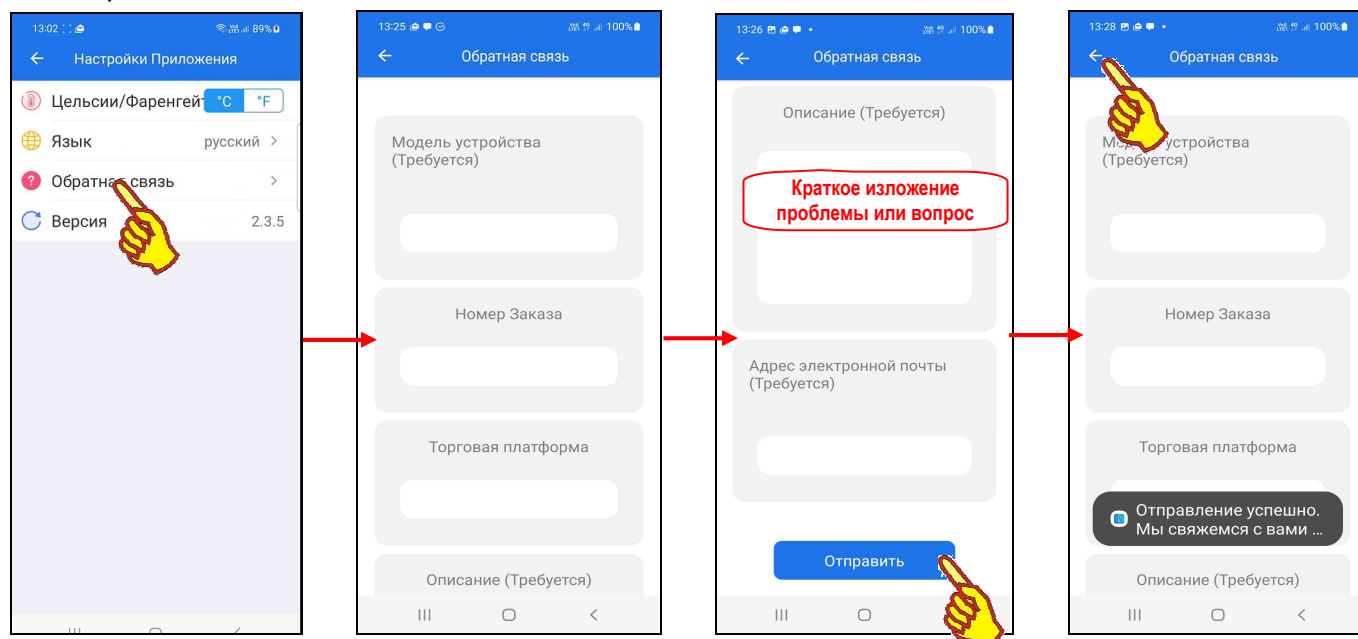 13:02
89%
Настройки Приложения
Цельсии/Фаренгейт °C °F
Язык русский >
Обратная связь >
Версия 2.3.5
13:25
100%
Обратная связь
Модель устройства
(Требуется)
Номер Заказа
Торговая платформа
Описание (Требуется)
13:26
100%
Обратная связь
Описание (Требуется)
Краткое изложение
проблемы или вопрос
Адрес электронной почты
(Требуется)
Отправить
13:28
100%
Обратная связь
устройства
(Требуется)
Номер Заказа
Торговая платформа
Отправление успешно.
Мы свяжемся с вами ...
Описание (Требуется)